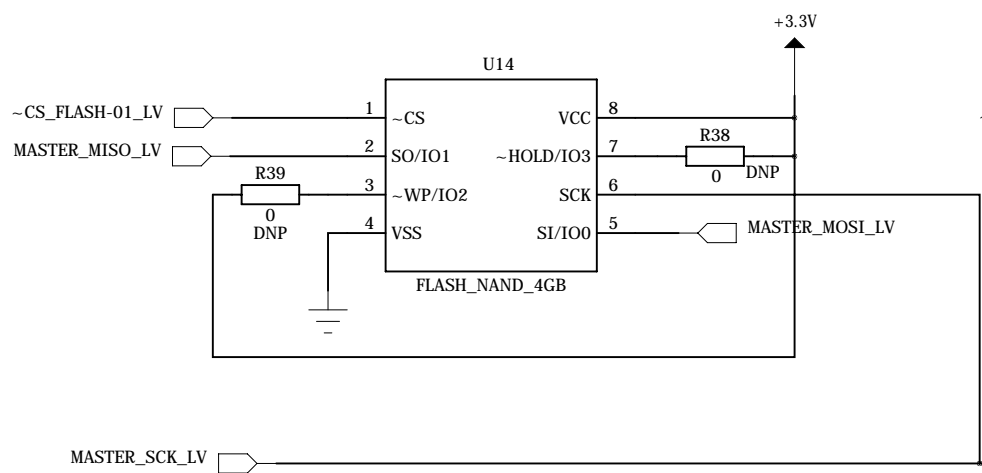 +3.3V
U14
~CS_FLASH-01_LV
1
~CS
VCC
8
MASTER_MISO_LV
2
SO/IO1
~HOLD/IO3
7
R38
0
DNP
R39
0
DNP
3
~WP/IO2
SCK
6
4
VSS
SI/IO0
5
MASTER_MOSI_LV
FLASH_NAND_4GB
MASTER_SCK_LV
~